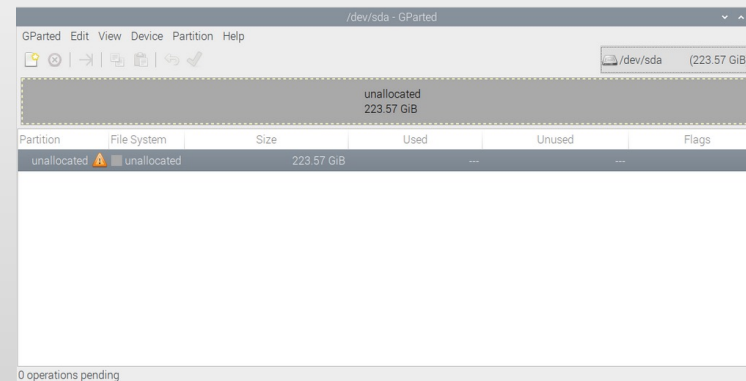 /dev/sda - GParted
GParted Edit View Device Partition Help
/dev/sda (223.57 GiB
unallocated
223.57 GiB
Partition File System Size Used Unused Flags
unallocated unallocated 223.57 GiB --- ---
0 operations pending